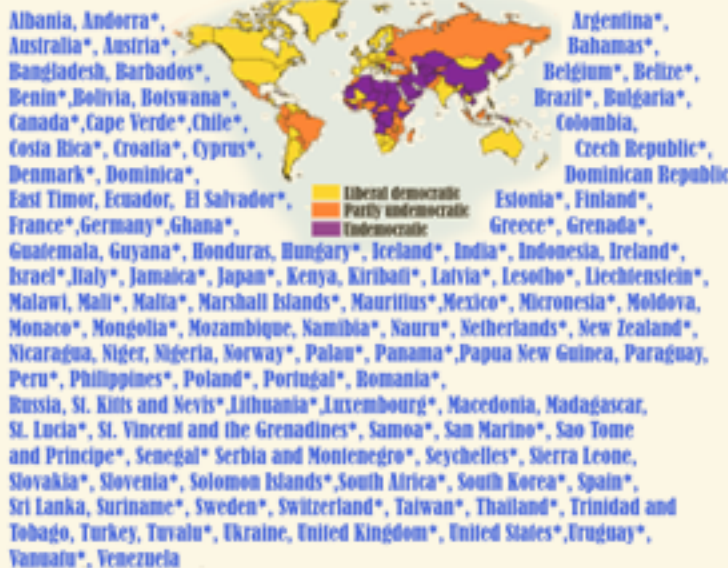 Albania, Andorra*, Argentina*,
Australia*, Austria*, Bahamas*,
Bangladesh, Barbados*, Belgium*, Belize*,
Benin*,Bolivia, Botswana*, Brazil*, Bulgaria*,
Canada*,Cape Verde*,Chile*, Colombia,
Costa Rica*, Croatia*, Cyprus*, Czech Republic*,
Denmark*, Dominica*, Dominican Republic
East Timor, Ecuador, El Salvador*, Estonia*, Finland*,
France*,Germany*,Ghana*, Greece*, Grenada*,
Liberal democratic
Partly undemocratic
Undemocratic
Guatemala, Guyana*, Honduras, Hungary*, Iceland*, India*, Indonesia, Ireland*,
Israel*,Italy*, Jamaica*, Japan*, Kenya, Kiribati*, Latvia*, Lesotho*, Liechtenstein*,
Malawi, Mali*, Malta*, Marshall Islands*, Mauritius*,Mexico*, Micronesia*, Moldova,
Monaco*, Mongolia*, Mozambique, Namibia*, Nauru*, Netherlands*, New Zealand*,
Nicaragua, Niger, Nigeria, Norway*, Palau*, Panama*,Papua New Guinea, Paraguay,
Peru*, Philippines*, Poland*, Portugal*, Romania*,
Russia, St. Kitts and Nevis*,Lithuania*,Luxembourg*, Macedonia, Madagascar,
St. Lucia*, St. Vincent and the Grenadines*, Samoa*, San Marino*, Sao Tome
and Principe*, Senegal* Serbia and Montenegro*, Seychelles*, Sierra Leone,
Slovakia*, Slovenia*, Solomon Islands*,South Africa*, South Korea*, Spain*,
Sri Lanka, Suriname*, Sweden*, Switzerland*, Taiwan*, Thailand*, Trinidad and
Tobago, Turkey, Tuvalu*, Ukraine, United Kingdom*, United States*,Uruguay*,
Vanuatu*, Venezuela